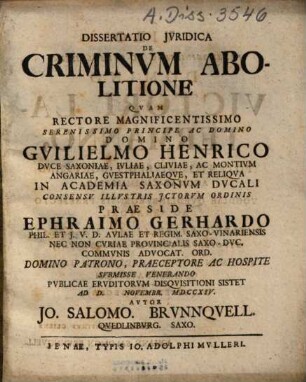 A. Diss. 3546
DISSERTATIO JVRIDICA
DE
CRIMINVM ABO-
LITIONE
QVAM
RECTORE MAGNIFICENTISSIMO
SERENISSIMO PRINCIPE AC DOMINO
DOMINO
GVILIELMO HENRICO
DVCE SAXONIAE, IVLIAE, CLIVIAE, AC MONTIVM
ANGARIAE, GVESTPHALIAEQVE, ET RELIQVA
IN ACADEMIA SAXONVM DVCALI
CONSENSV ILLVSTRIS JCTORVM ORDINIS
PRAESIDE
EPHRAIMO GERHARDO
PHIL. ET J. V. D. AVLAE ET REGIM. SAXO-VINARIENSIS
NEC NON CVRIAE PROVINCIALIS SAXO-DVC.
COMMVNIS ADVOCAT. ORD.
DOMINO PATRONO, PRAECEPTORE AC HOSPITE
SVBMISSE VENERANDO
PVBLICAE ERVDITORVM DISQVISITIONI SISTET
AD D. NOVEMBR. M.DCC.XIV.
AVTOR
JO. SALOMO. BRVNNQVELL.
QVEDLINBVRG. SAXO.
JENAE, TYPIS IO. ADOLPHI MVLLERI.